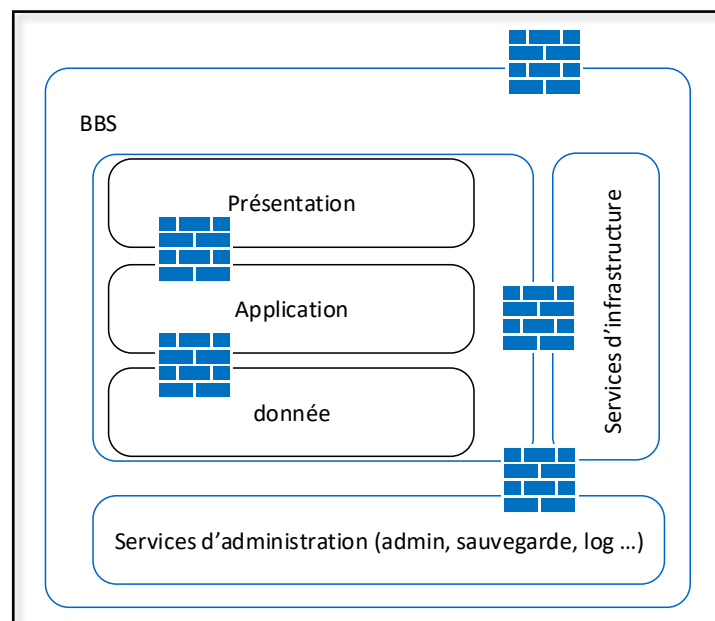 BBS
Présentation
Application
donnée
Services d’infrastructure
Services d’administration (admin, sauvegarde, log …)